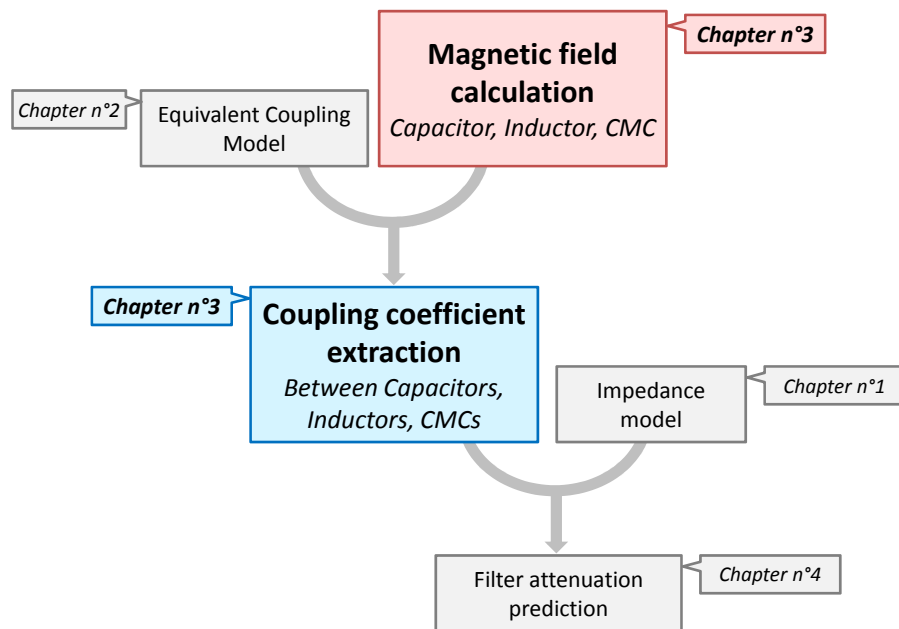 Chapter n°3
Magnetic field
calculation
Capacitor, Inductor, CMC
Chapter n°2
Equivalent Coupling
Model
Chapter n°3
Coupling coefficient
extraction
Between Capacitors,
Inductors, CMCs
Chapter n°1
Impedance
model
Filter attenuation
prediction
Chapter n°4